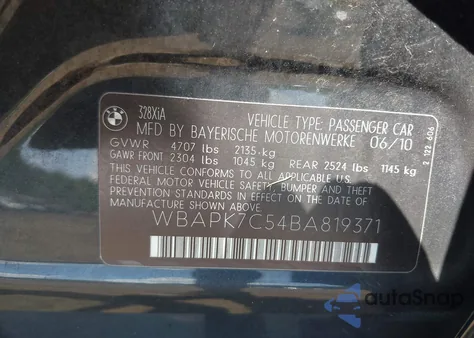 BMW
328XiA
VEHICLE TYPE PASSENGER CAR
MFD BY BAYERISCHE MOTORENWERKE 06/10
GVWR 4707 lbs 2135 kg
GAWR FRONT 2304 lbs 1045 kg REAR 2524 lbs 1145 kg
THIS VEHICLE CONFORMS TO ALL APPLICABLE
FEDERAL MOTOR VEHICLE SAFETY, BUMPER AND THEFT
PREVENTION STANDARDS IN EFFECT ON THE DATE OF
MANUFACTURE SHOWN ABOVE
WBAPK7C54BA819371
autoSnap